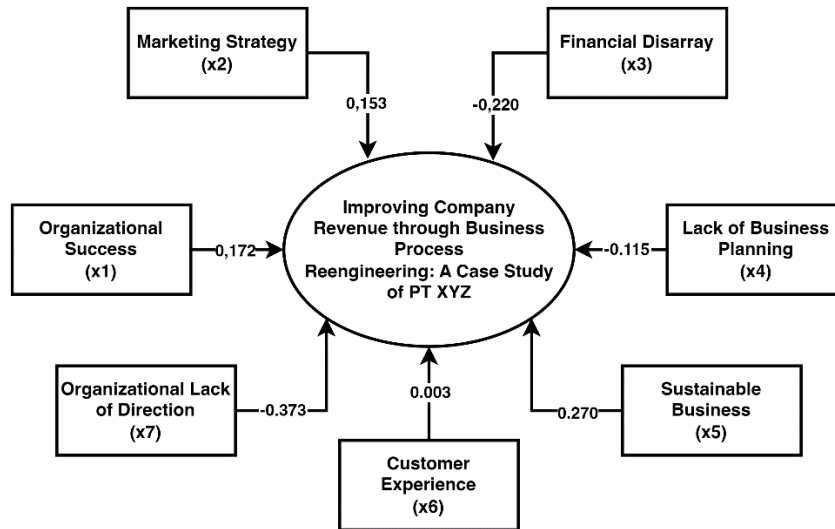 Marketing Strategy
(x2)
Financial Disarray
(x3)
0,153
-0,220
Organizational
Success
(x1)
0,172
Improving Company
Revenue through Business
Process
Reengineering: A Case Study
of PT XYZ
-0.115
Lack of Business
Planning
(x4)
Organizational Lack
of Direction
(x7)
-0.373
0.003
0.270
Sustainable
Business
(x5)
Customer
Experience
(x6)